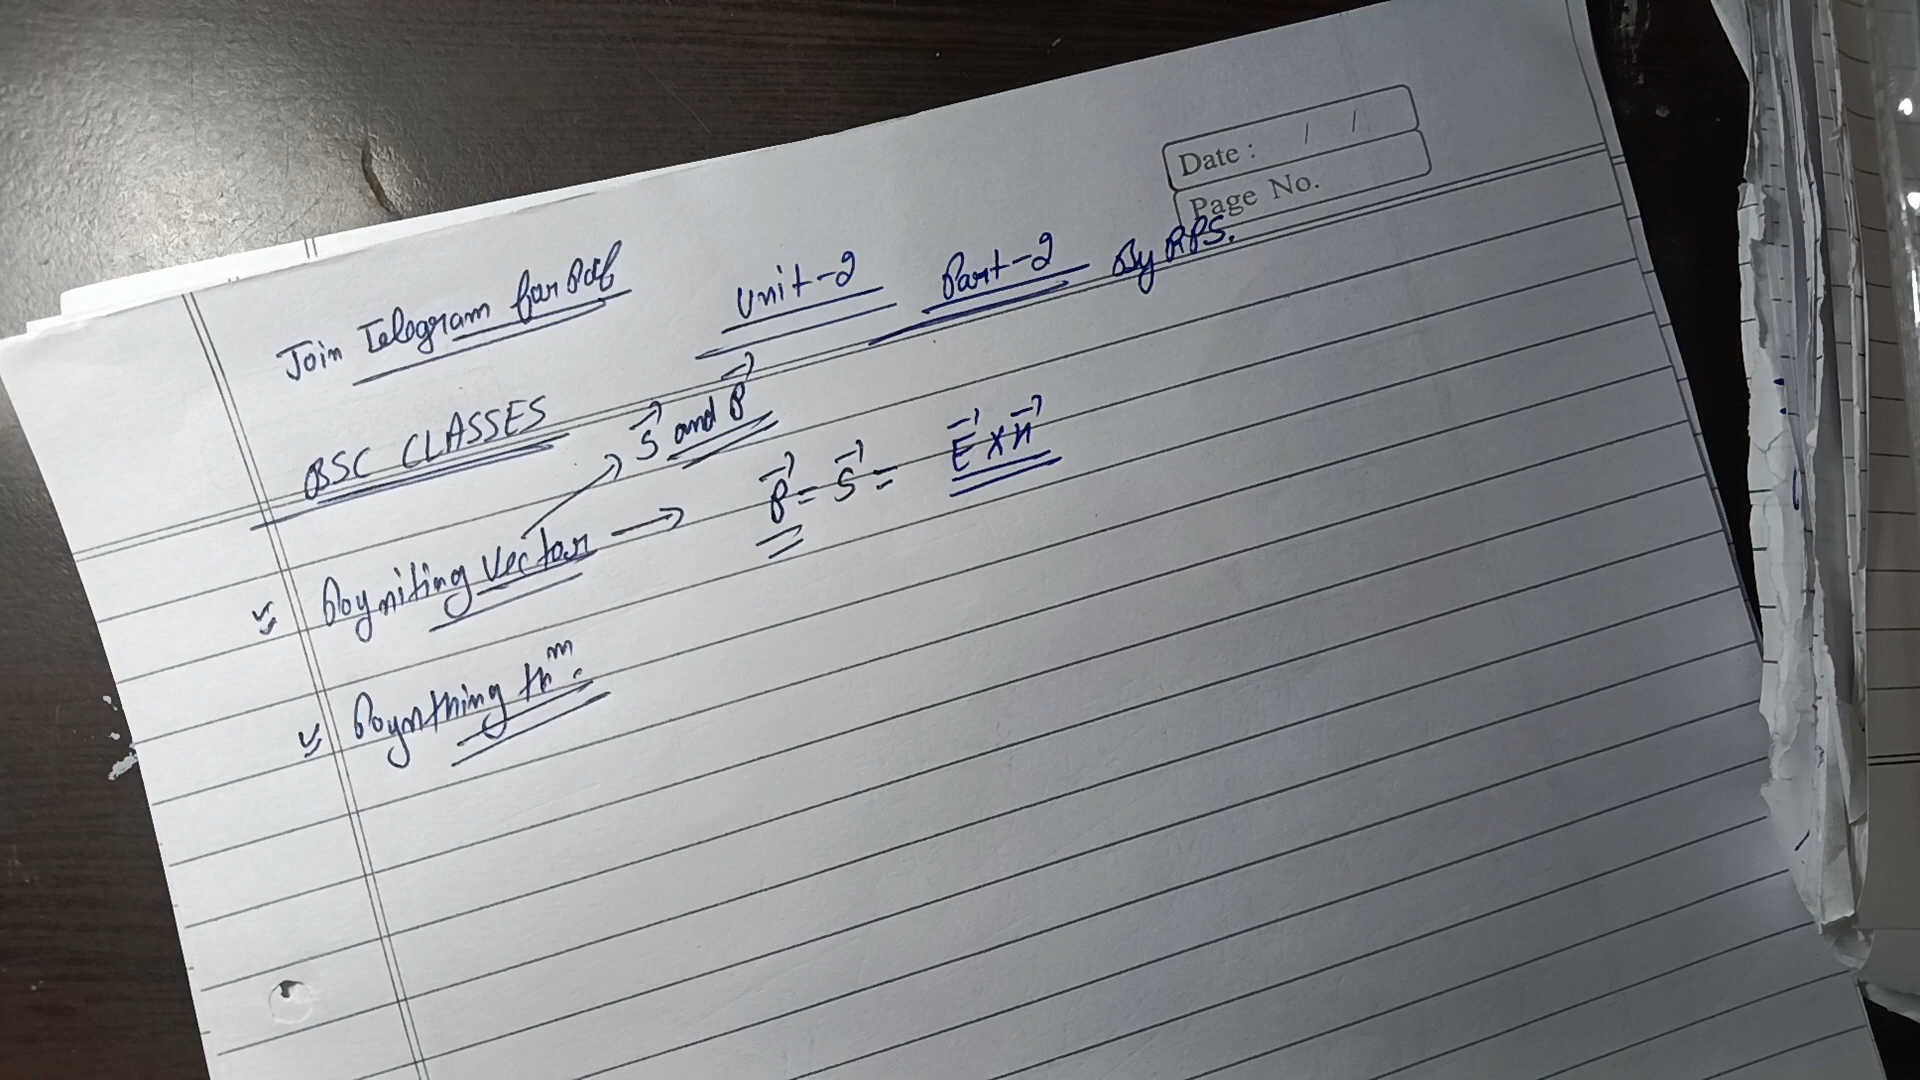 Date : / /
Page No.
Join Telegram for Pdf Unit-2 Part-2 By RPS.
BSC CLASSES
S⃗ and P⃗
Poyniting Vector → P⃗ = S⃗ = E⃗ × H⃗
Poynthing thm.